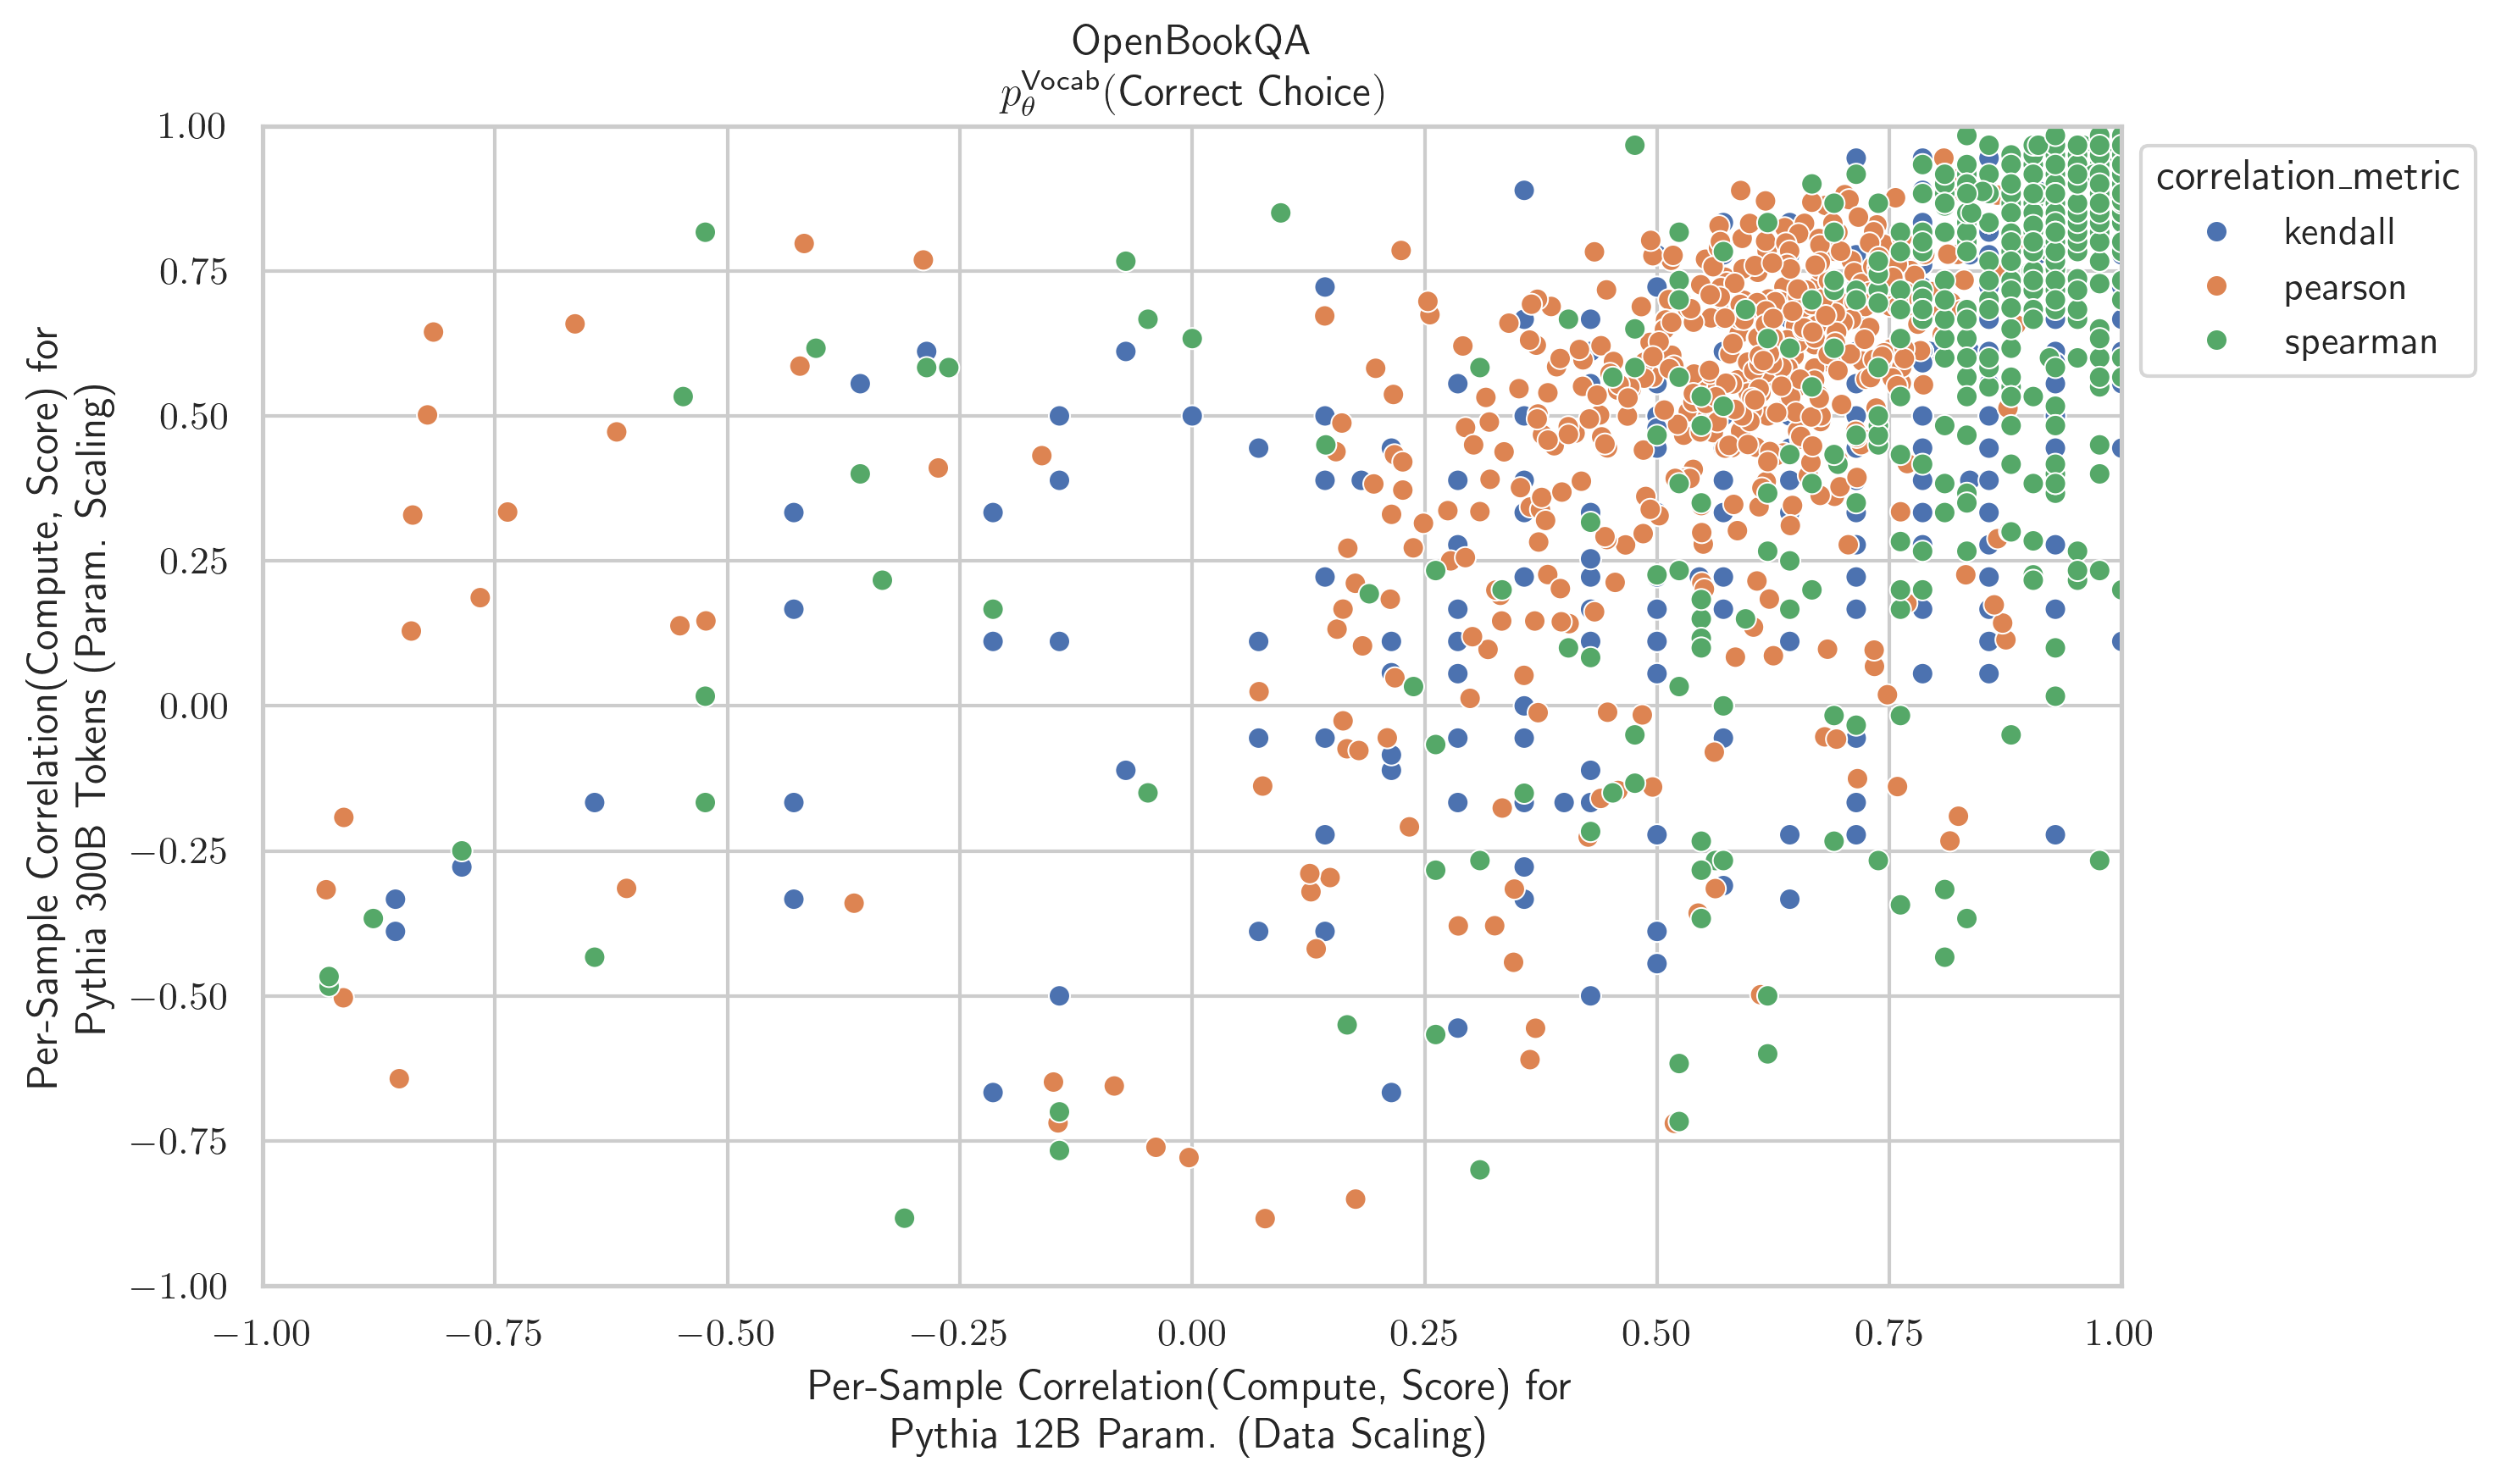 OpenBookQA
p_θ^Vocab(Correct Choice)
1.00
0.75
0.50
0.25
0.00
−0.25
−0.50
−0.75
−1.00
Per-Sample Correlation(Compute, Score) for
Pythia 300B Tokens (Param. Scaling)
−1.00 −0.75 −0.50 −0.25 0.00 0.25 0.50 0.75 1.00
Per-Sample Correlation(Compute, Score) for
Pythia 12B Param. (Data Scaling)
correlation_metric
kendall
pearson
spearman